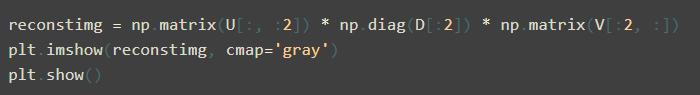 reconstimg = np.matrix(U[:, :2]) * np.diag(D[:2]) * np.matrix(V[:2, :])
plt.imshow(reconstimg, cmap='gray')
plt.show()